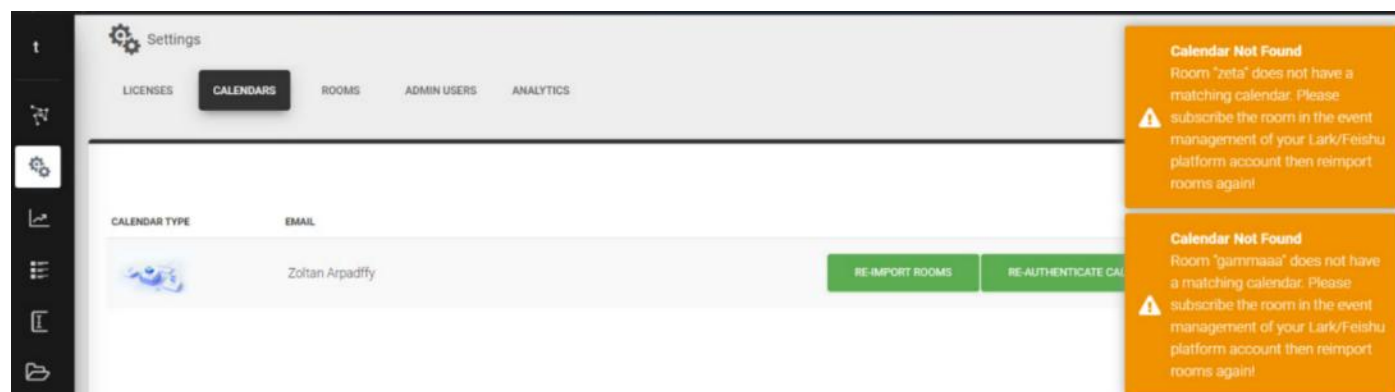 t
Settings
LICENSES CALENDARS ROOMS ADMIN USERS ANALYTICS
CALENDAR TYPE EMAIL
Zoltan Arpadffy RE-IMPORT ROOMS RE-AUTHENTICATE CAL
Calendar Not Found
Room "zeta" does not have a
matching calendar. Please
subscribe the room in the event
management of your Lark/Feishu
platform account then reimport
rooms again!
Calendar Not Found
Room "gammaaa" does not have
a matching calendar. Please
subscribe the room in the event
management of your Lark/Feishu
platform account then reimport
rooms again!